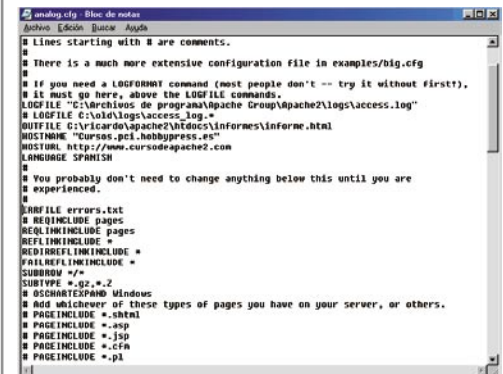 analog.cfg - Bloc de notas
Archivo Edición Buscar Ayuda
# Lines starting with # are comments.
#
# There is a much more extensive configuration file in examples/big.cfg
#
# If you need a LOGFORMAT command (most people don't -- try it without first!),
# it must go here, above the LOGFILE commands.
LOGFILE "C:\Archivos de programa\Apache Group\Apache2\logs\access.log"
# LOGFILE C:\old\logs\access_log.*
OUTFILE C:\ricardo\apache2\htdocs\informes\informe.html
HOSTNAME "Cursos.pci.hobbypress.es"
HOSTURL http://www.cursodeapache2.com
LANGUAGE SPANISH
#
# You probably don't need to change anything below this until you are
# experienced.
#
ERRFILE errors.txt
# REQINCLUDE pages
REQLINKINCLUDE pages
REFLINKINCLUDE *
REDIRREFLINKINCLUDE *
FAILREFLINKINCLUDE *
SUBBROW */*
SUBTYPE *.gz,*.Z
# OSCHARTEXPAND Windows
# Add whichever of these types of pages you have on your server, or others.
# PAGEINCLUDE *.shtml
# PAGEINCLUDE *.asp
# PAGEINCLUDE *.jsp
# PAGEINCLUDE *.cfm
# PAGEINCLUDE *.pl